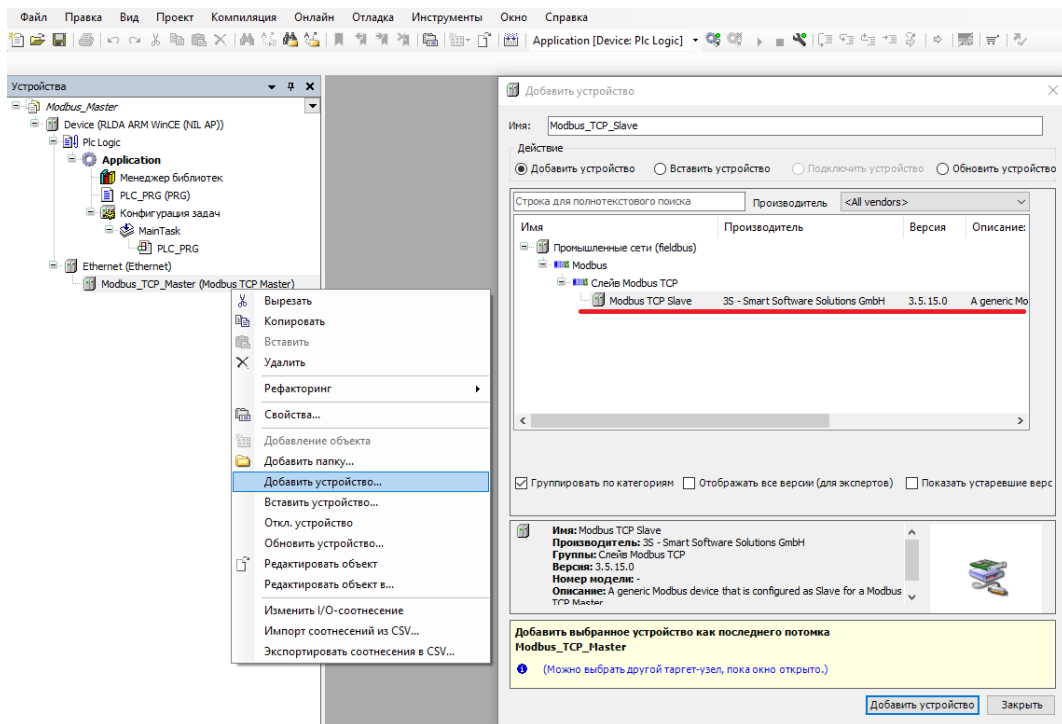 Файл Правка Вид Проект Компиляция Онлайн Отладка Инструменты Окно Справка
Application [Device: Plc Logic]
Устройства
Modbus_Master
Device (RLDA ARM WinCE (NIL AP))
Plc Logic
Application
Менеджер библиотек
PLC_PRG (PRG)
Конфигурация задач
MainTask
PLC_PRG
Ethernet (Ethernet)
Modbus_TCP_Master (Modbus TCP Master)
Вырезать
Копировать
Вставить
Удалить
Рефакторинг
Свойства...
Добавление объекта
Добавить папку...
Добавить устройство...
Вставить устройство...
Откл. устройство
Обновить устройство...
Редактировать объект
Редактировать объект в...
Изменить I/O-соотнесение
Импорт соотнесений из CSV...
Экспортировать соотнесения в CSV...
Добавить устройство
Имя: Modbus_TCP_Slave
Действие
Добавить устройство Вставить устройство Подключить устройство Обновить устройство
Строка для полнотекстового поиска Производитель <All vendors>
Имя Производитель Версия Описание:
Промышленные сети (fieldbus)
Modbus
Слейв Modbus TCP
Modbus TCP Slave 3S - Smart Software Solutions GmbH 3.5.15.0 A generic Mo
Группировать по категориям Отображать все версии (для экспертов) Показать устаревшие верс
Имя: Modbus TCP Slave
Производитель: 3S - Smart Software Solutions GmbH
Группы: Слейв Modbus TCP
Версия: 3.5.15.0
Номер модели: -
Описание: A generic Modbus device that is configured as Slave for a Modbus
TCP Master
Добавить выбранное устройство как последнего потомка
Modbus_TCP_Master
(Можно выбрать другой таргет-узел, пока окно открыто.)
Добавить устройство Закрыть